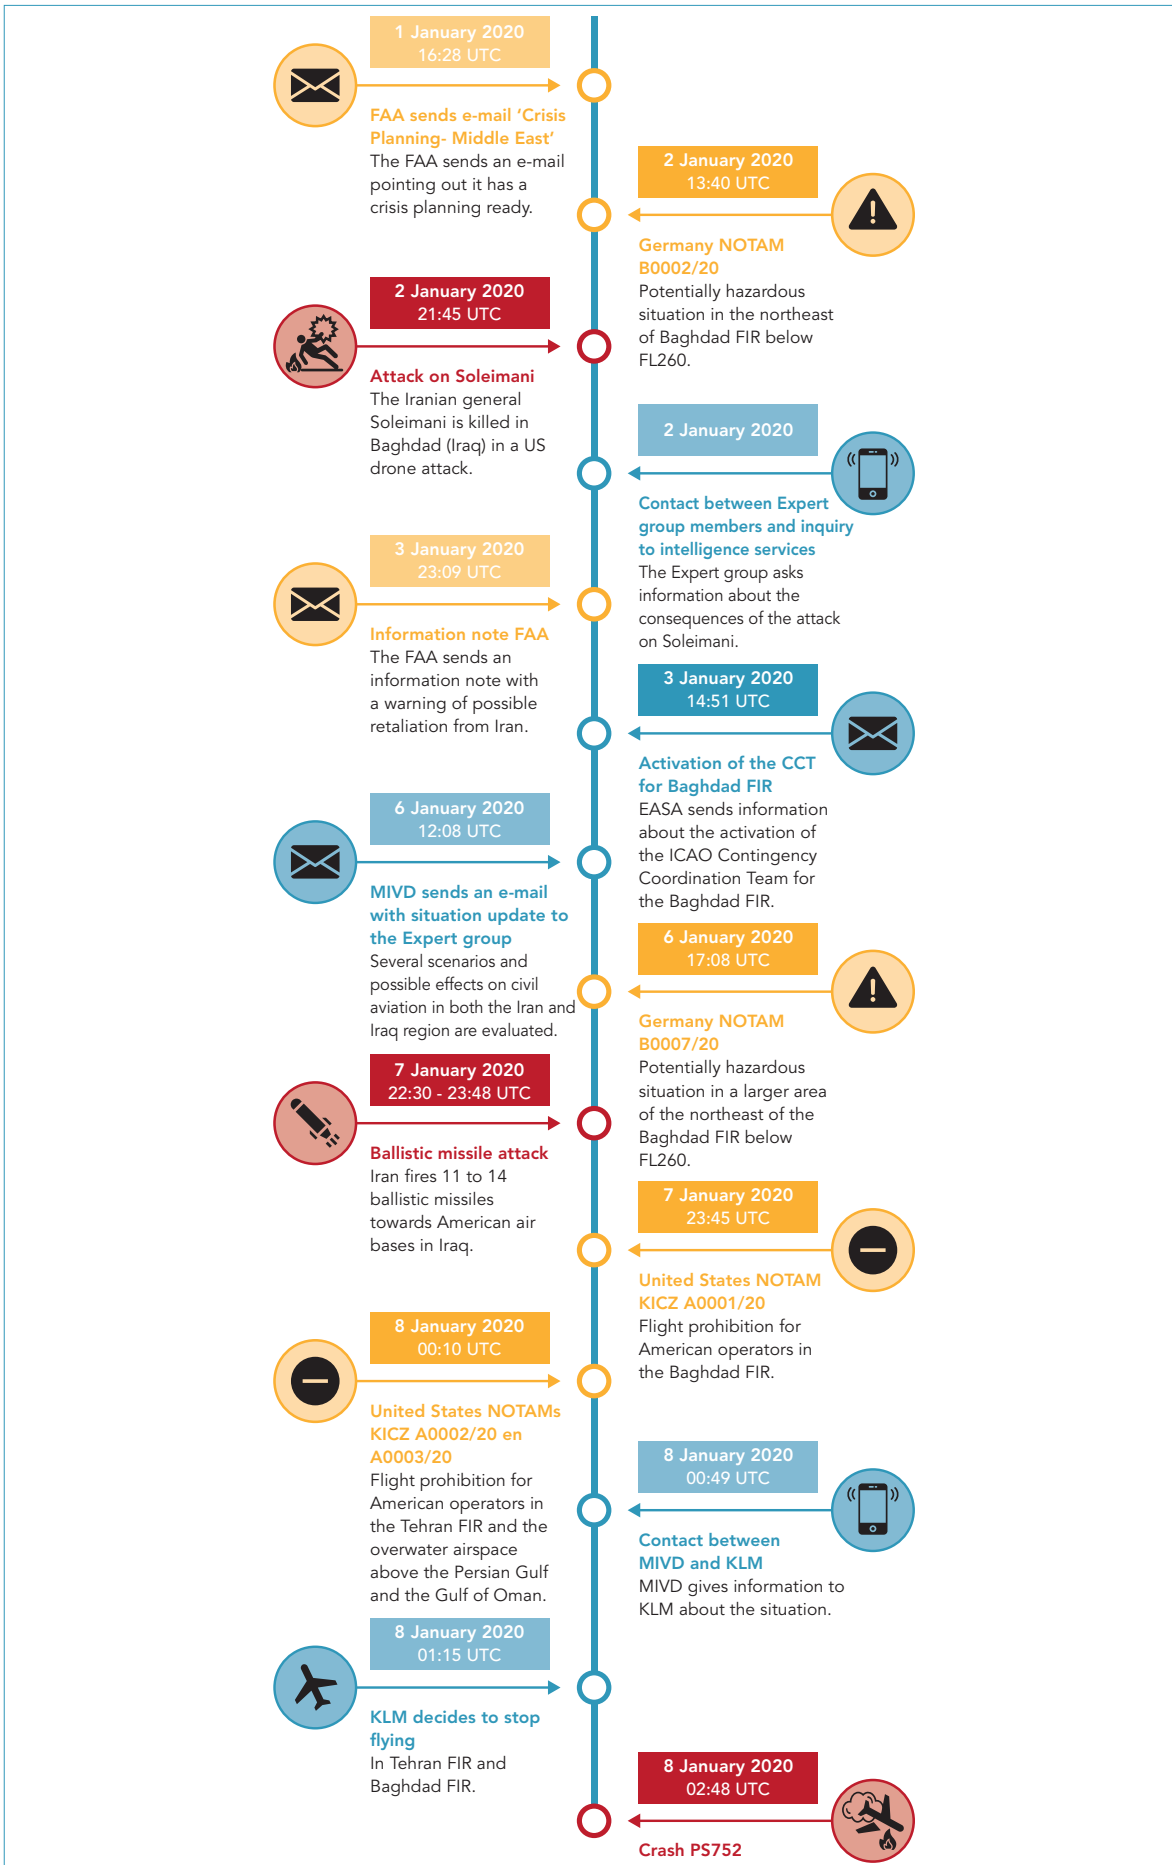 1 January 2020
16:28 UTC
FAA sends e-mail ‘Crisis
Planning- Middle East’
The FAA sends an e-mail
pointing out it has a
crisis planning ready.
2 January 2020
13:40 UTC
Germany NOTAM
B0002/20
Potentially hazardous
situation in the northeast
of Baghdad FIR below
FL260.
2 January 2020
21:45 UTC
Attack on Soleimani
The Iranian general
Soleimani is killed in
Baghdad (Iraq) in a US
drone attack.
2 January 2020
Contact between Expert
group members and inquiry
to intelligence services
The Expert group asks
information about the
consequences of the attack
on Soleimani.
3 January 2020
23:09 UTC
Information note FAA
The FAA sends an
information note with
a warning of possible
retaliation from Iran.
3 January 2020
14:51 UTC
Activation of the CCT
for Baghdad FIR
EASA sends information
about the activation of
the ICAO Contingency
Coordination Team for
the Baghdad FIR.
6 January 2020
12:08 UTC
MIVD sends an e-mail
with situation update to
the Expert group
Several scenarios and
possible effects on civil
aviation in both the Iran and
Iraq region are evaluated.
6 January 2020
17:08 UTC
Germany NOTAM
B0007/20
Potentially hazardous
situation in a larger area
of the northeast of the
Baghdad FIR below
FL260.
7 January 2020
22:30 - 23:48 UTC
Ballistic missile attack
Iran fires 11 to 14
ballistic missiles
towards American air
bases in Iraq.
7 January 2020
23:45 UTC
United States NOTAM
KICZ A0001/20
Flight prohibition for
American operators in
the Baghdad FIR.
8 January 2020
00:10 UTC
United States NOTAMs
KICZ A0002/20 en
A0003/20
Flight prohibition for
American operators in
the Tehran FIR and the
overwater airspace
above the Persian Gulf
and the Gulf of Oman.
8 January 2020
00:49 UTC
Contact between
MIVD and KLM
MIVD gives information to
KLM about the situation.
8 January 2020
01:15 UTC
KLM decides to stop
flying
In Tehran FIR and
Baghdad FIR.
8 January 2020
02:48 UTC
Crash PS752